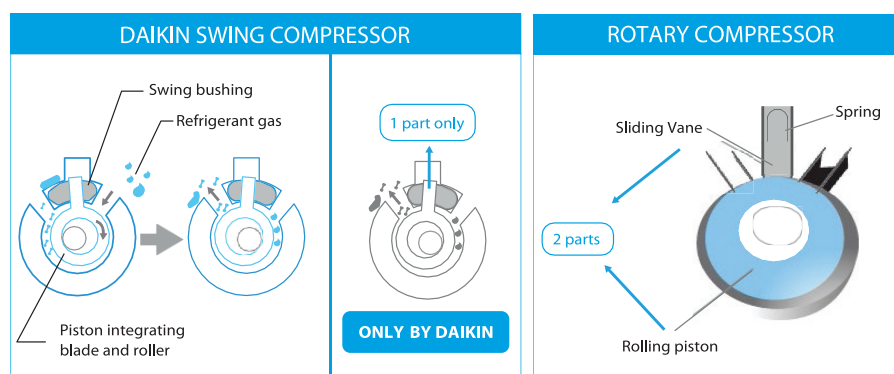 DAIKIN SWING COMPRESSOR
Swing bushing
Refrigerant gas
Piston integrating
blade and roller
1 part only
ONLY BY DAIKIN
ROTARY COMPRESSOR
Spring
Sliding Vane
2 parts
Rolling piston